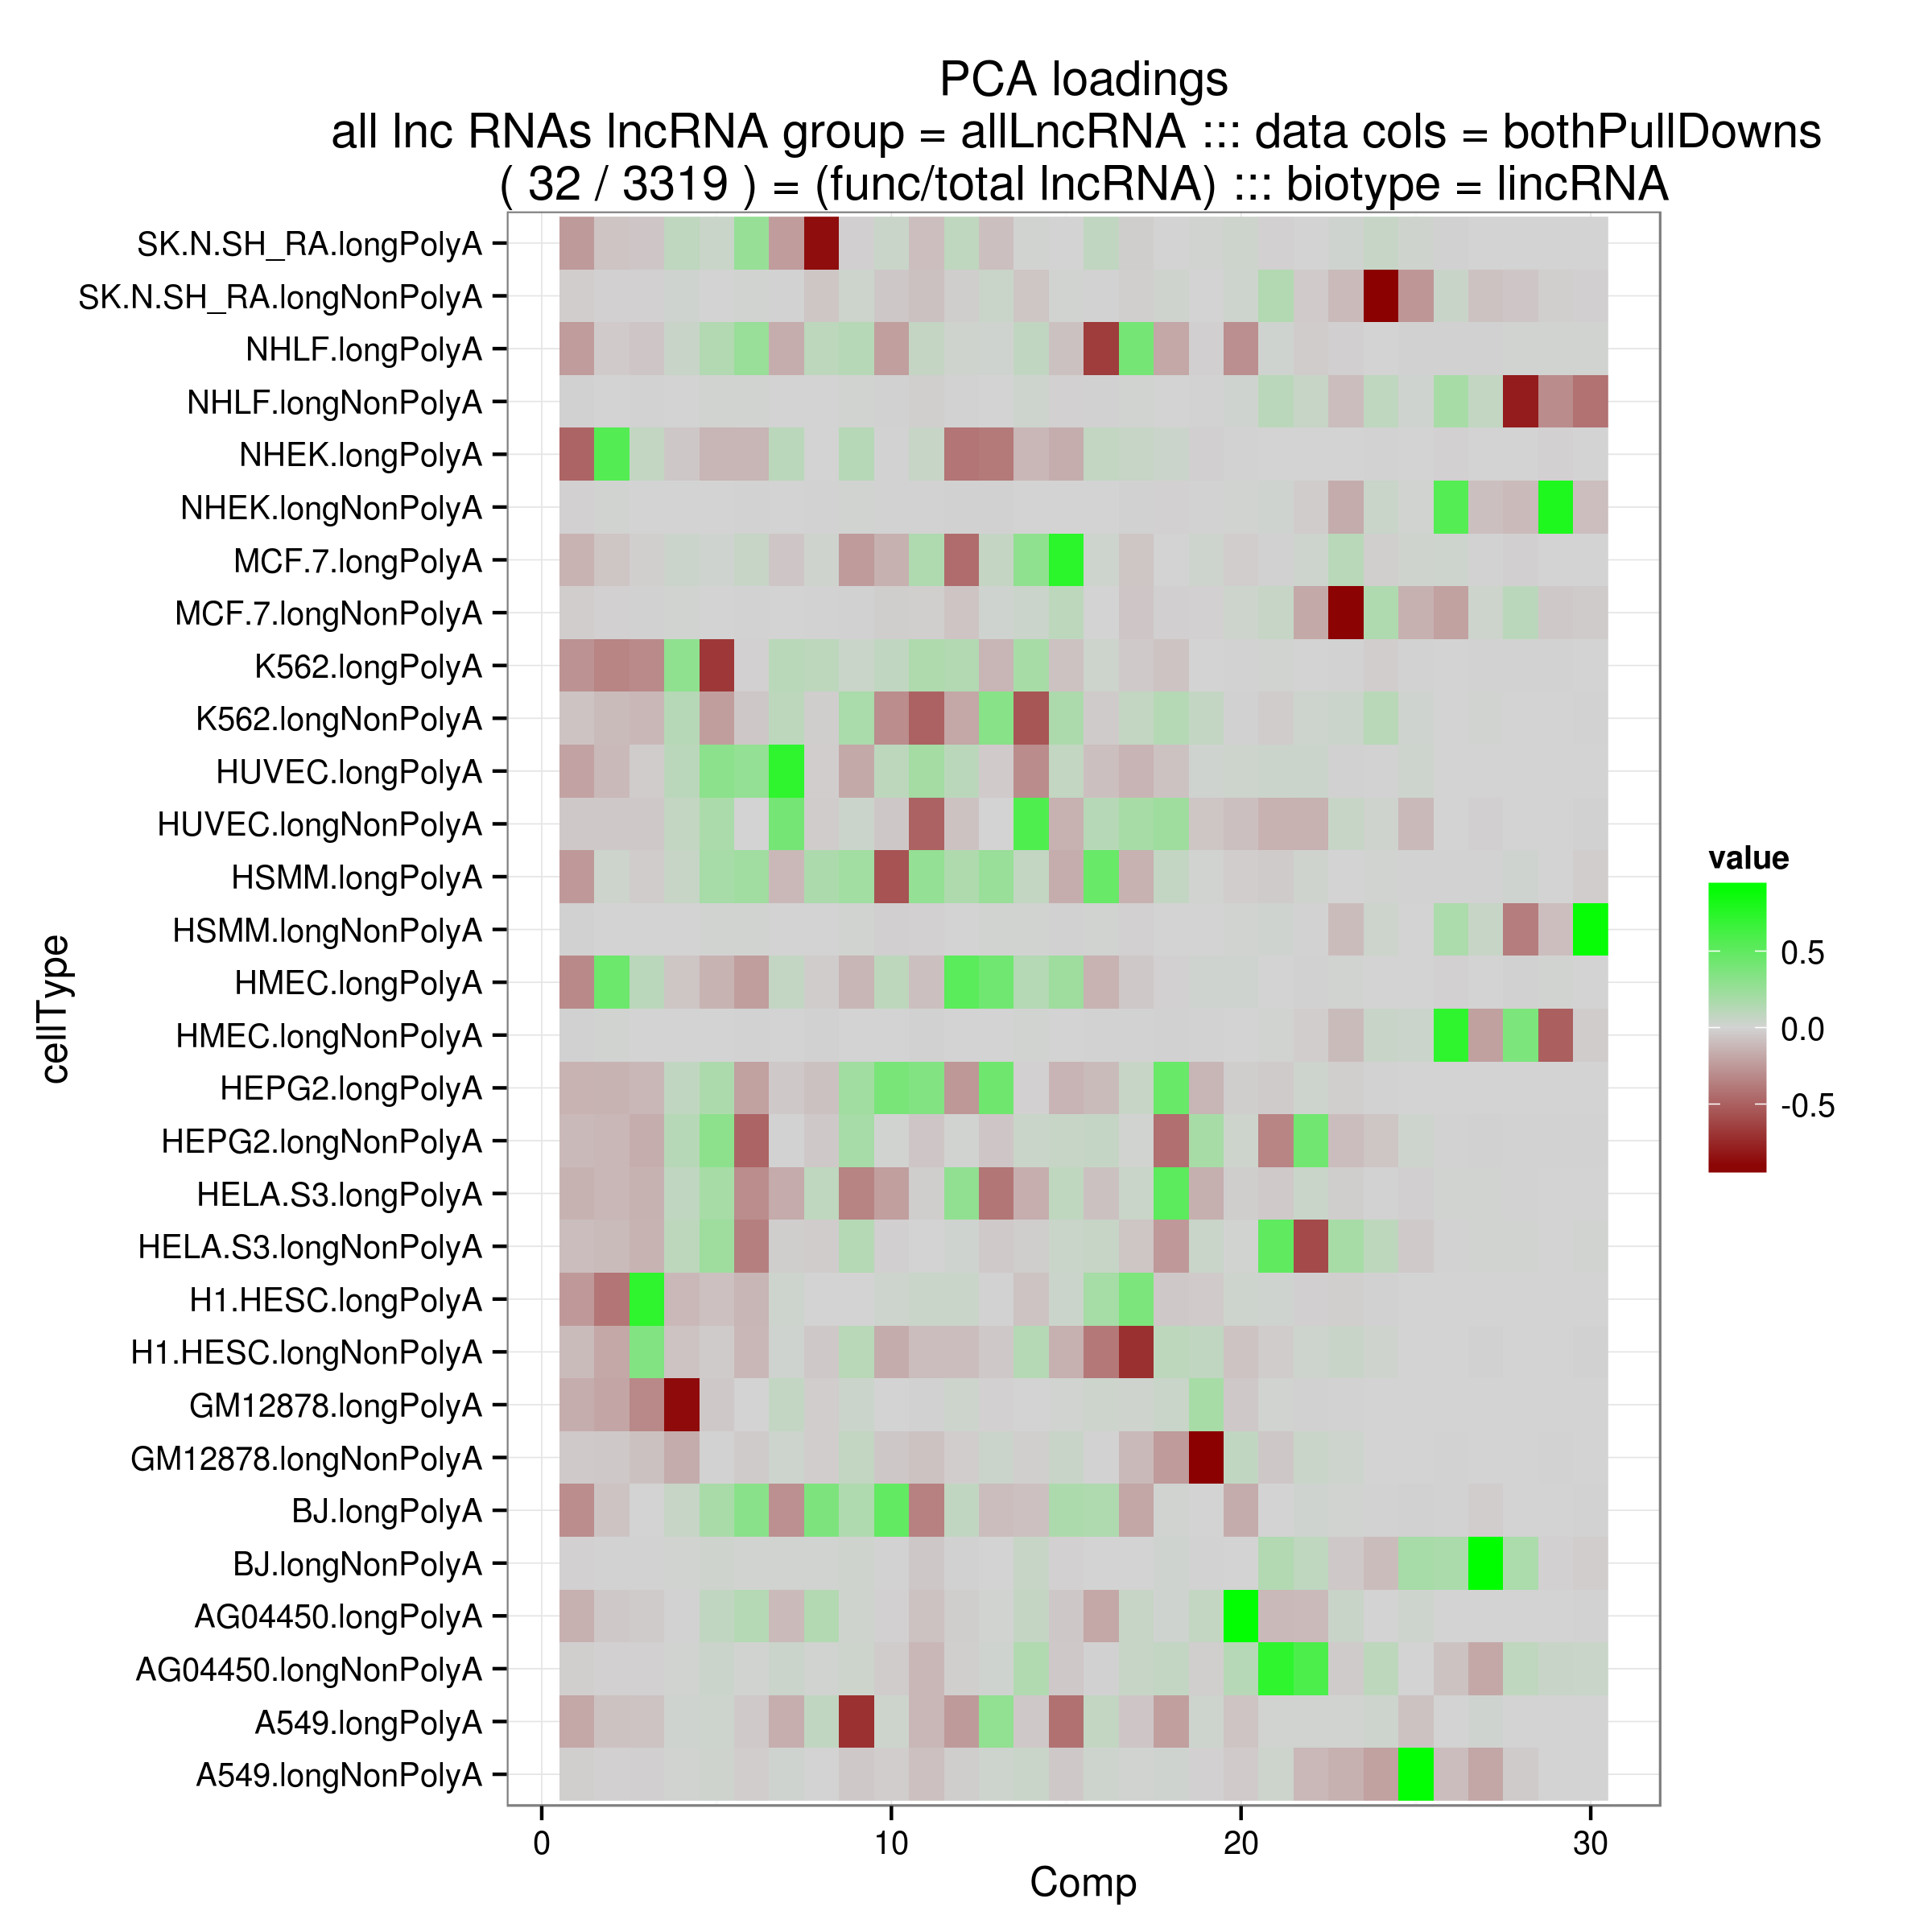 PCA loadings
all lnc RNAs lncRNA group = allLncRNA ::: data cols = bothPullDowns
( 32 / 3319 ) = (func/total lncRNA) ::: biotype = lincRNA
cellType
SK.N.SH_RA.longPolyA
SK.N.SH_RA.longNonPolyA
NHLF.longPolyA
NHLF.longNonPolyA
NHEK.longPolyA
NHEK.longNonPolyA
MCF.7.longPolyA
MCF.7.longNonPolyA
K562.longPolyA
K562.longNonPolyA
HUVEC.longPolyA
HUVEC.longNonPolyA
HSMM.longPolyA
HSMM.longNonPolyA
HMEC.longPolyA
HMEC.longNonPolyA
HEPG2.longPolyA
HEPG2.longNonPolyA
HELA.S3.longPolyA
HELA.S3.longNonPolyA
H1.HESC.longPolyA
H1.HESC.longNonPolyA
GM12878.longPolyA
GM12878.longNonPolyA
BJ.longPolyA
BJ.longNonPolyA
AG04450.longPolyA
AG04450.longNonPolyA
A549.longPolyA
A549.longNonPolyA
0 10 20 30
Comp
value
0.5
0.0
-0.5